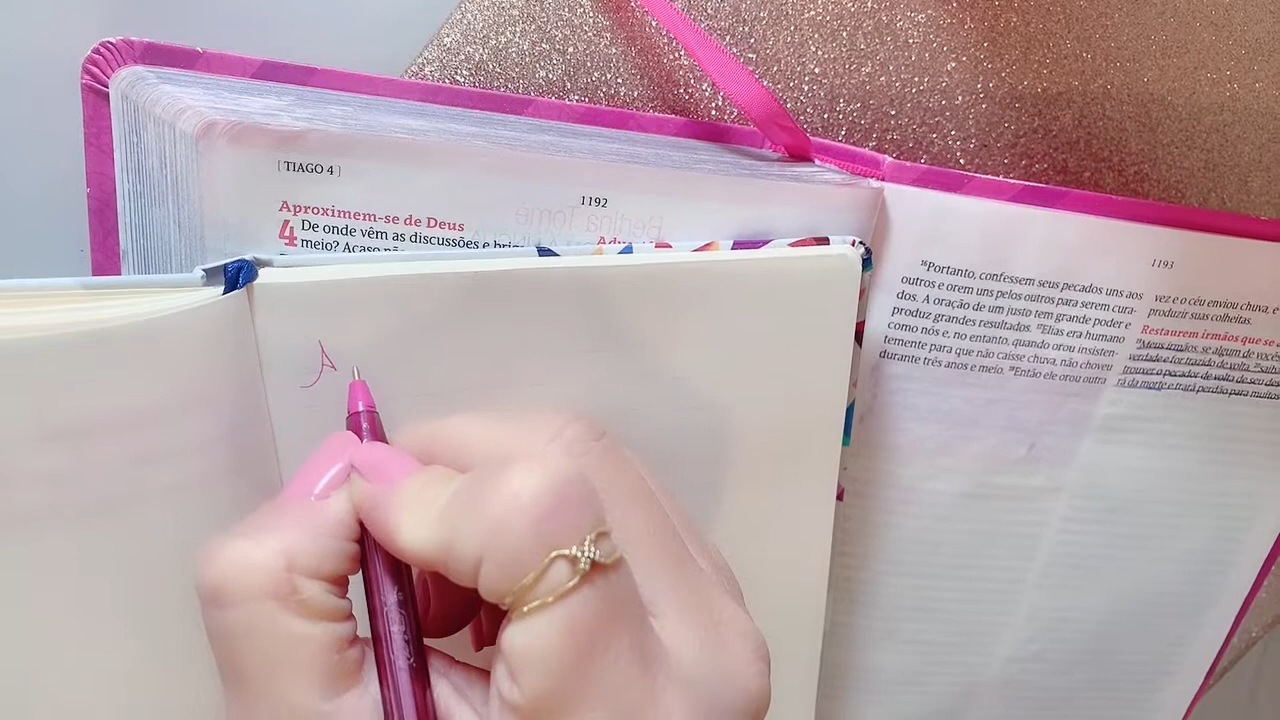 [ TIAGO 4 ]
1192
Aproximem-se de Deus
4 De onde vêm as discussões e
meio? Acaso
A
1193
¹⁶Portanto, confessem seus pecados uns aos
outros e orem uns pelos outros para serem cura-
dos. A oração de um justo tem grande poder e
produz grandes resultados. ¹⁷Elias era humano
como nós e, no entanto, quando orou insisten-
temente para que não caísse chuva, não choveu
durante três anos e meio. ¹⁸Então ele orou outra
vez e o céu enviou chuva, e
produzir suas colheitas.
Restaurem irmãos que se
¹⁹Meus irmãos, se algum de vocês
verdade e for trazido de volta, ²⁰saiba
trouxer o pecador de volta de seu
rá da morte e trará perdão para muitos